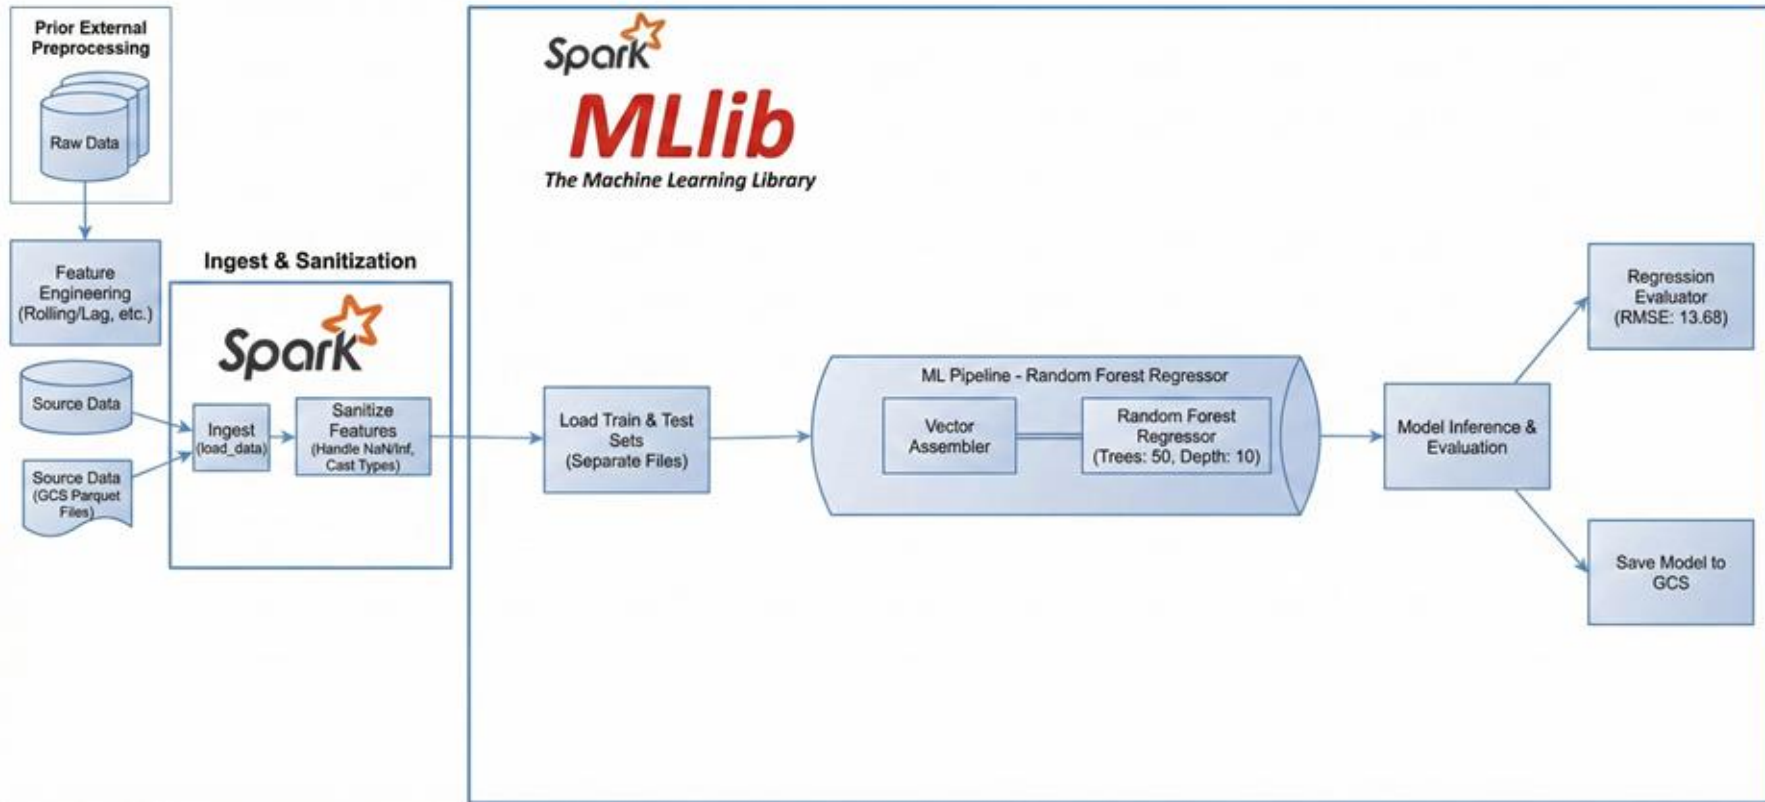 Prior External
Preprocessing
Raw Data
Feature
Engineering
(Rolling/Lag, etc.)
Source Data
Source Data
(GCS Parquet
Files)
Ingest & Sanitization
Spark
Ingest
(load_data)
Sanitize
Features
(Handle NaN/Inf,
Cast Types)
Spark
MLlib
The Machine Learning Library
Load Train & Test
Sets
(Separate Files)
ML Pipeline - Random Forest Regressor
Vector
Assembler
Random Forest
Regressor
(Trees: 50, Depth: 10)
Model Inference &
Evaluation
Regression
Evaluator
(RMSE: 13.68)
Save Model to
GCS